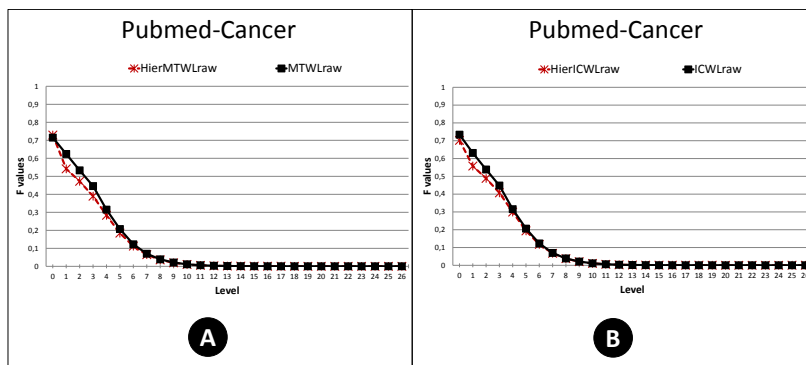 Pubmed-Cancer
HierMTWLraw MTWLraw
1
0,9
0,8
0,7
0,6
0,5
0,4
0,3
0,2
0,1
0
F values
0 1 2 3 4 5 6 7 8 9 10 11 12 13 14 15 16 17 18 19 20 21 22 23 24 25 26
Level
A
Pubmed-Cancer
HierICWLraw ICWLraw
1
0,9
0,8
0,7
0,6
0,5
0,4
0,3
0,2
0,1
0
F values
0 1 2 3 4 5 6 7 8 9 10 11 12 13 14 15 16 17 18 19 20 21 22 23 24 25 26
Level
B